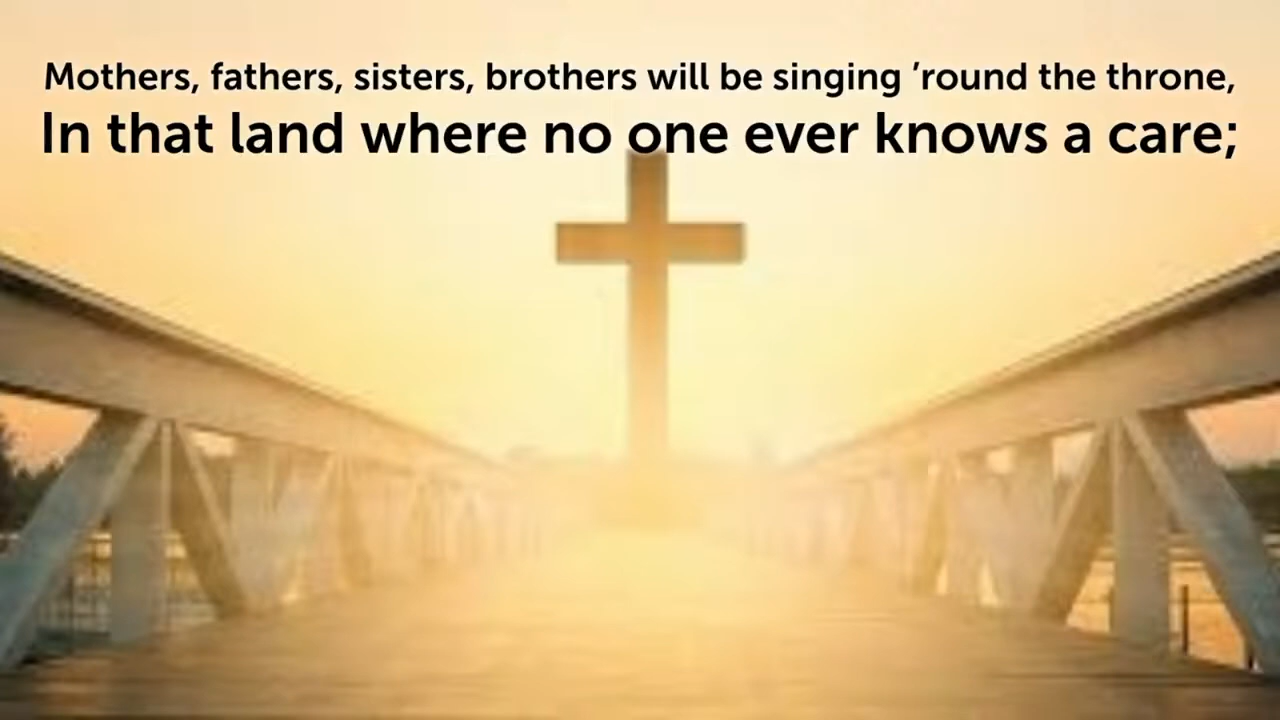 Mothers, fathers, sisters, brothers will be singing ’round the throne,
In that land where no one ever knows a care;